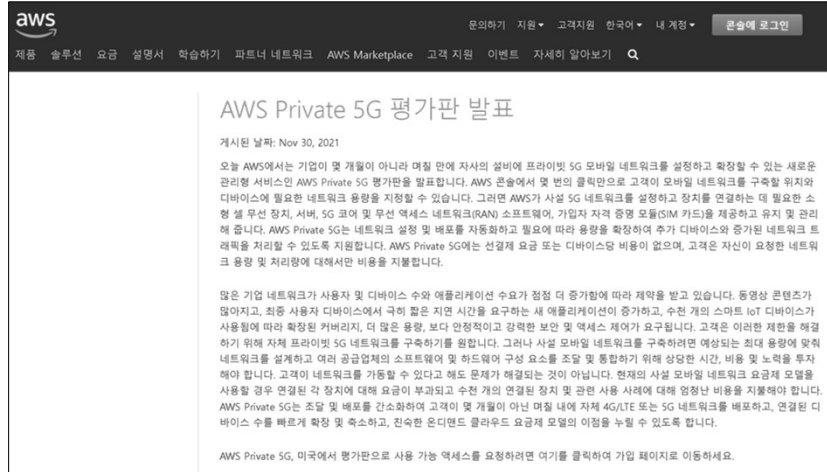 aws
문의하기 지원▾ 고객지원 한국어▾ 내 계정▾ 콘솔에 로그인
제품 솔루션 요금 설명서 학습하기 파트너 네트워크 AWS Marketplace 고객 지원 이벤트 자세히 알아보기
AWS Private 5G 평가판 발표
게시된 날짜: Nov 30, 2021
오늘 AWS에서는 기업이 몇 개월이 아니라 며칠 만에 자사의 설비에 프라이빗 5G 모바일 네트워크를 설정하고 확장할 수 있는 새로운
관리형 서비스인 AWS Private 5G 평가판을 발표합니다. AWS 콘솔에서 몇 번의 클릭만으로 고객이 모바일 네트워크를 구축할 위치와
디바이스에 필요한 네트워크 용량을 지정할 수 있습니다. 그러면 AWS가 사설 5G 네트워크를 설정하고 장치를 연결하는 데 필요한 소
형 셀 무선 장치, 서버, 5G 코어 및 무선 액세스 네트워크(RAN) 소프트웨어, 가입자 자격 증명 모듈(SIM 카드)을 제공하고 유지 및 관리
해 줍니다. AWS Private 5G는 네트워크 설정 및 배포를 자동화하고 필요에 따라 용량을 확장하여 추가 디바이스와 증가된 네트워크 트
래픽을 처리할 수 있도록 지원합니다. AWS Private 5G에는 선결제 요금 또는 디바이스당 비용이 없으며, 고객은 자신이 요청한 네트워
크 용량 및 처리량에 대해서만 비용을 지불합니다.
많은 기업 네트워크가 사용자 및 디바이스 수와 애플리케이션 수요가 점점 더 증가함에 따라 제약을 받고 있습니다. 동영상 콘텐츠가
많아지고, 최종 사용자 디바이스에서 극히 짧은 지연 시간을 요구하는 새 애플리케이션이 증가하고, 수천 개의 스마트 IoT 디바이스가
사용됨에 따라 확장된 커버리지, 더 많은 용량, 보다 안정적이고 강력한 보안 및 액세스 제어가 요구됩니다. 고객은 이러한 제한을 해결
하기 위해 자체 프라이빗 5G 네트워크를 구축하기를 원합니다. 그러나 사설 모바일 네트워크를 구축하려면 예상되는 최대 용량에 맞춰
네트워크를 설계하고 여러 공급업체의 소프트웨어 및 하드웨어 구성 요소를 조달 및 통합하기 위해 상당한 시간, 비용 및 노력을 투자
해야 합니다. 고객이 네트워크를 가동할 수 있다고 해도 문제가 해결되는 것이 아닙니다. 현재의 사설 모바일 네트워크 요금제 모델을
사용할 경우 연결된 각 장치에 대해 요금이 부과되고 수천 개의 연결된 장치 및 관련 사용 사례에 대해 엄청난 비용을 지불해야 합니다.
AWS Private 5G는 조달 및 배포를 간소화하여 고객이 몇 개월이 아닌 며칠 내에 자체 4G/LTE 또는 5G 네트워크를 배포하고, 연결된 디
바이스 수를 빠르게 확장 및 축소하고, 친숙한 온디맨드 클라우드 요금제 모델의 이점을 누릴 수 있도록 합니다.
AWS Private 5G, 미국에서 평가판으로 사용 가능 액세스를 요청하려면 여기를 클릭하여 가입 페이지로 이동하세요.